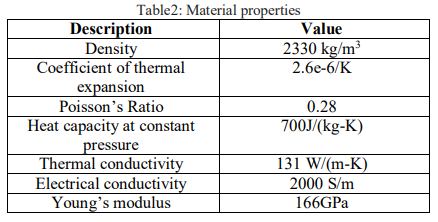 Table2: Material properties
Description Value
Density 2330 kg/m³
Coefficient of thermal 2.6e-6/K
expansion
Poisson's Ratio 0.28
Heat capacity at constant 700J/(kg-K)
pressure
Thermal conductivity 131 W/(m-K)
Electrical conductivity 2000 S/m
Young's modulus 166GPa